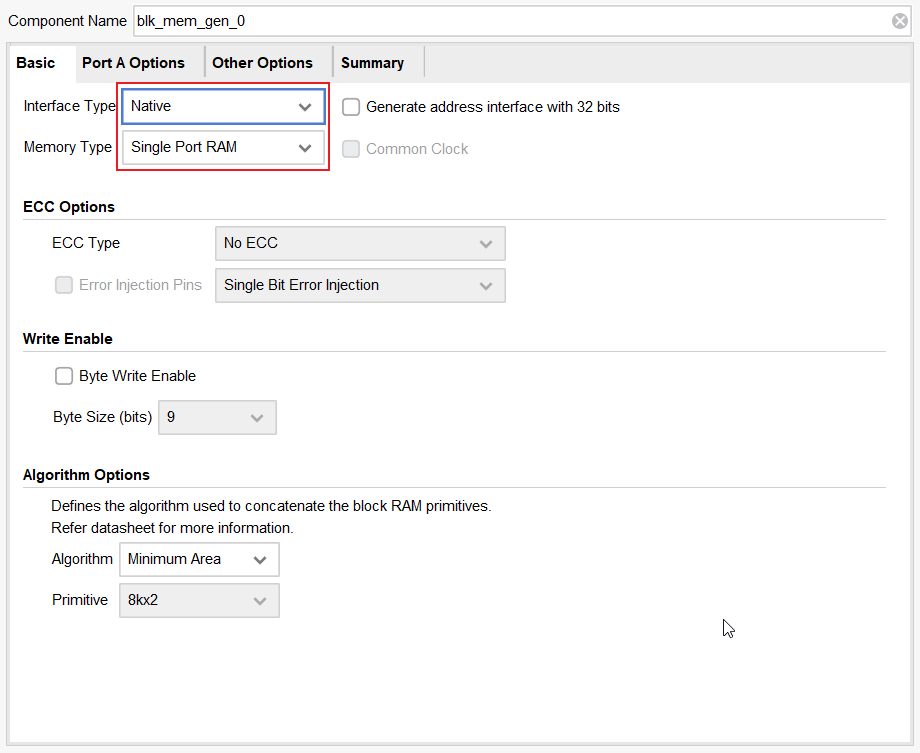 Component Name blk_mem_gen_0
Basic Port A Options Other Options Summary
Interface Type Native Generate address interface with 32 bits
Memory Type Single Port RAM Common Clock
ECC Options
ECC Type No ECC
Error Injection Pins Single Bit Error Injection
Write Enable
Byte Write Enable
Byte Size (bits) 9
Algorithm Options
Defines the algorithm used to concatenate the block RAM primitives.
Refer datasheet for more information.
Algorithm Minimum Area
Primitive 8kx2